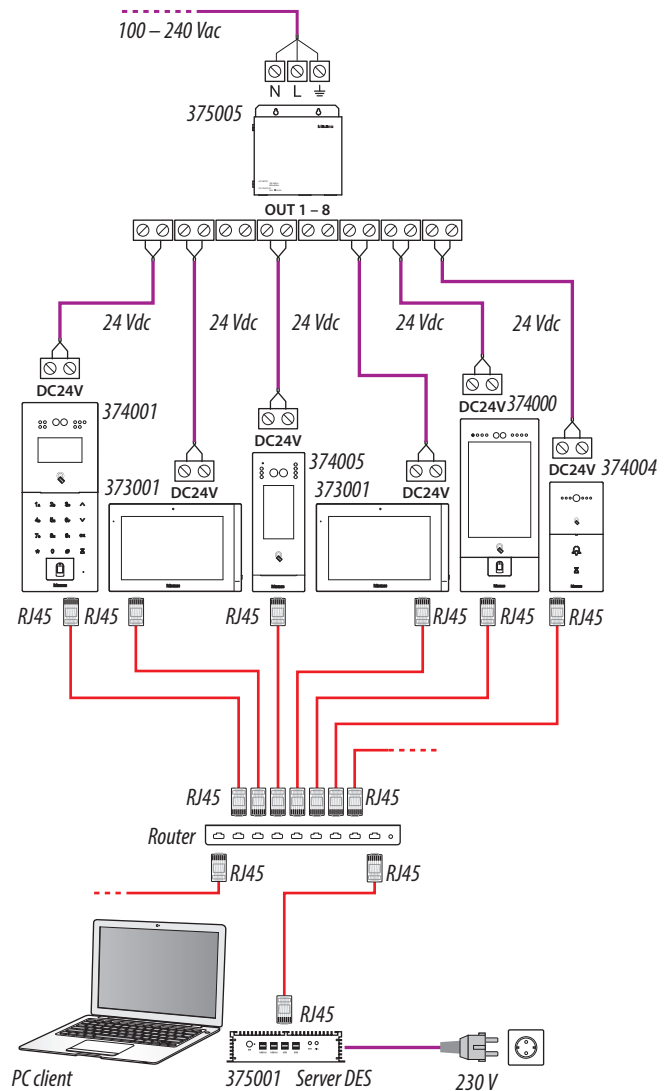 100 – 240 Vac
N L
375005
OUT 1 – 8
24 Vdc 24 Vdc 24 Vdc 24 Vdc 24 Vdc
DC24V
374001
DC24V 374000
DC24V
374005
DC24V 374004
DC24V
373001
373001
DC24V
RJ45 RJ45 RJ45 RJ45 RJ45 RJ45
RJ45 RJ45
Router
RJ45 RJ45
RJ45
PC client 375001 Server DES 230 V